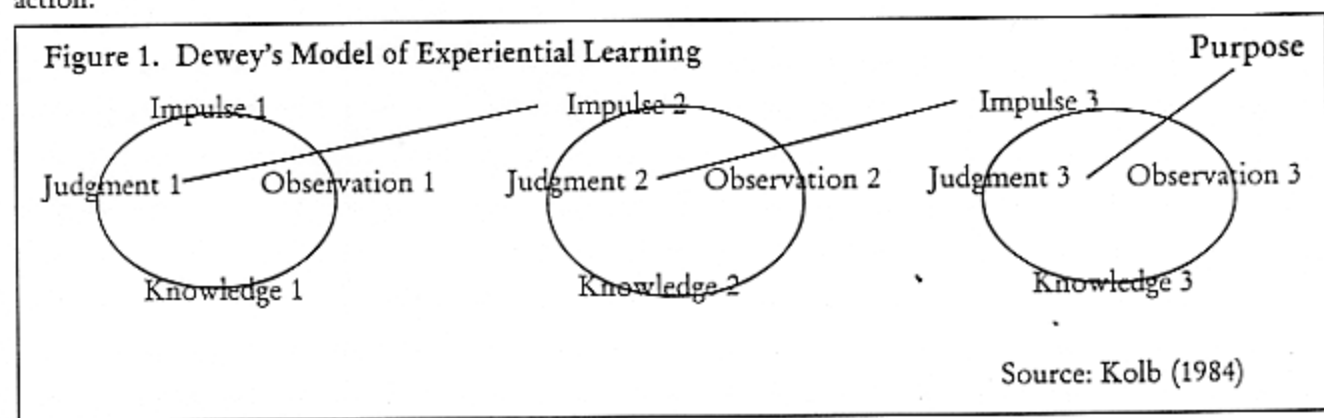 action.
Figure 1. Dewey's Model of Experiential Learning
Purpose
Impulse 1
Impulse 2
Impulse 3
Judgment 1
Observation 1
Judgment 2
Observation 2
Judgment 3
Observation 3
Knowledge 1
Knowledge 2
Knowledge 3
Source: Kolb (1984)